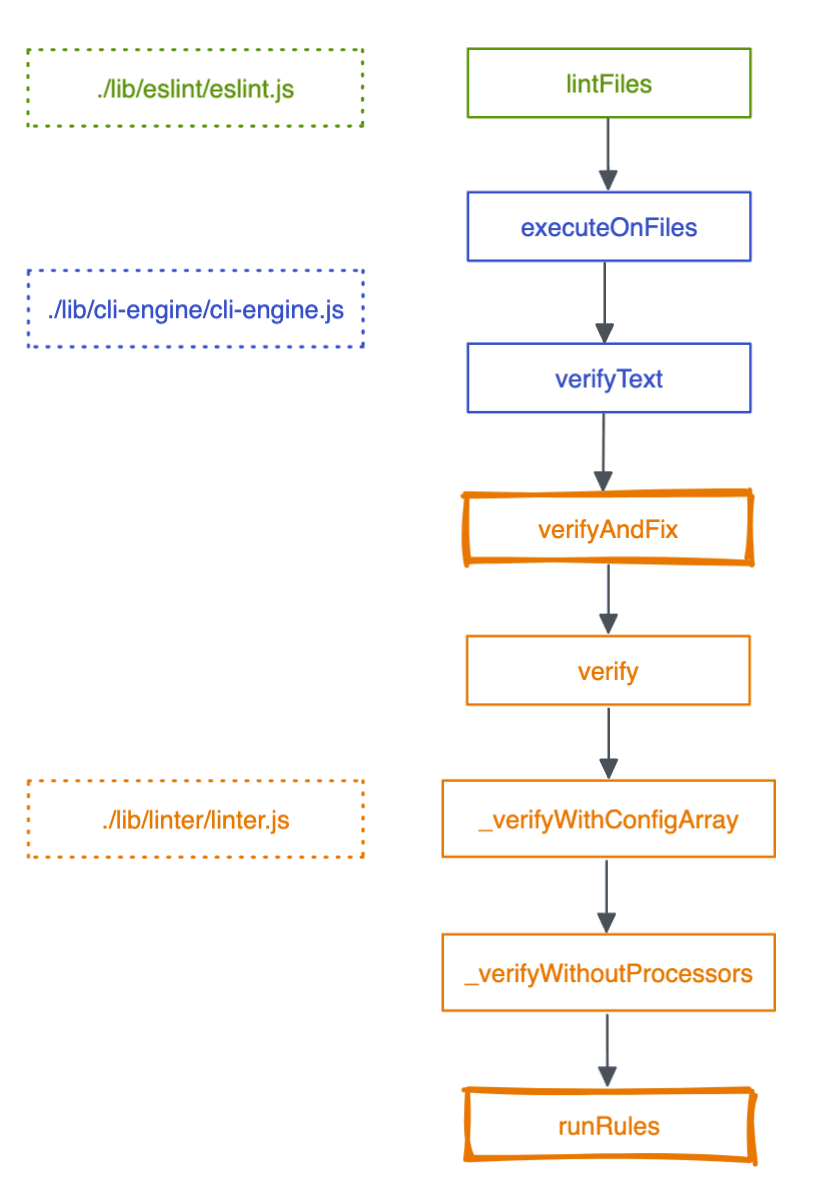 ./lib/eslint/eslint.js
lintFiles
executeOnFiles
./lib/cli-engine/cli-engine.js
verifyText
verifyAndFix
verify
./lib/linter/linter.js
_verifyWithConfigArray
_verifyWithoutProcessors
runRules